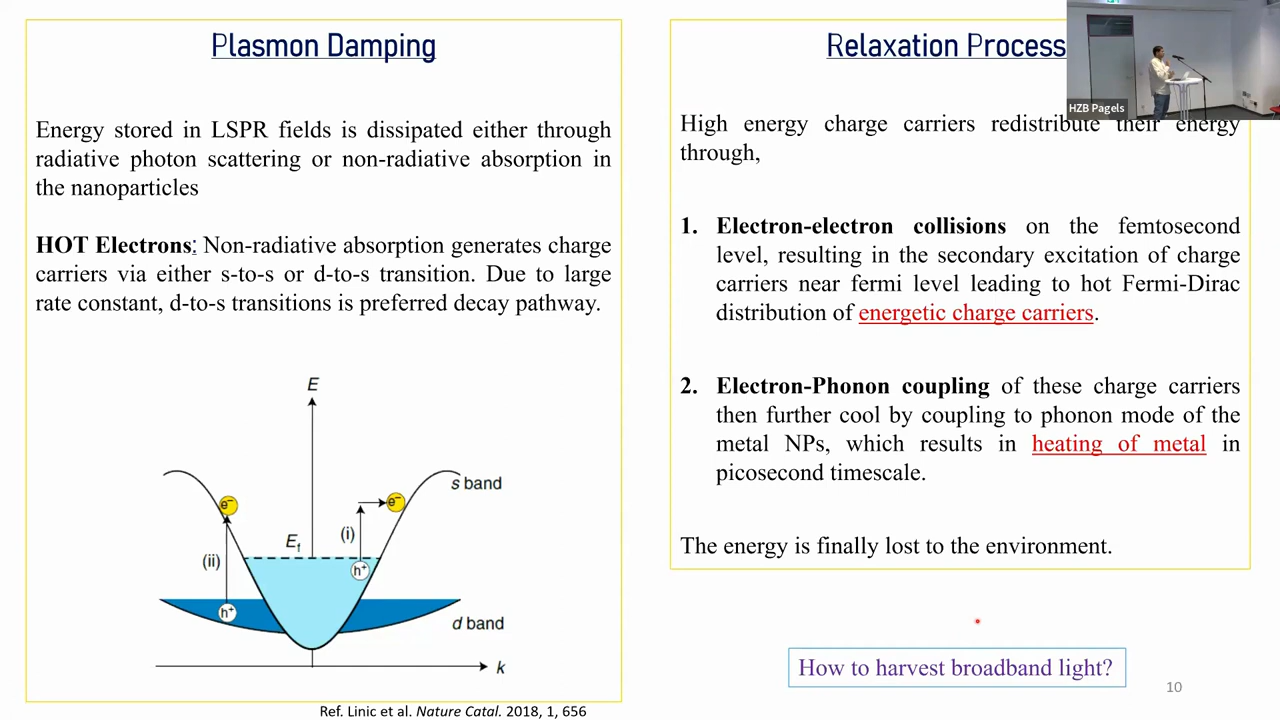 Plasmon Damping
Energy stored in LSPR fields is dissipated either through
radiative photon scattering or non-radiative absorption in
the nanoparticles
HOT Electrons: Non-radiative absorption generates charge
carriers via either s-to-s or d-to-s transition. Due to large
rate constant, d-to-s transitions is preferred decay pathway.
E
s band
e−
e−
(i)
Ef
(ii)
h+
h+
d band
k
Ref. Linic et al. Nature Catal. 2018, 1, 656
Relaxation Process
HZB Pagels
High energy charge carriers redistribute their energy
through,
1. Electron-electron collisions on the femtosecond
level, resulting in the secondary excitation of charge
carriers near fermi level leading to hot Fermi-Dirac
distribution of energetic charge carriers.
2. Electron-Phonon coupling of these charge carriers
then further cool by coupling to phonon mode of the
metal NPs, which results in heating of metal in
picosecond timescale.
The energy is finally lost to the environment.
How to harvest broadband light?
10